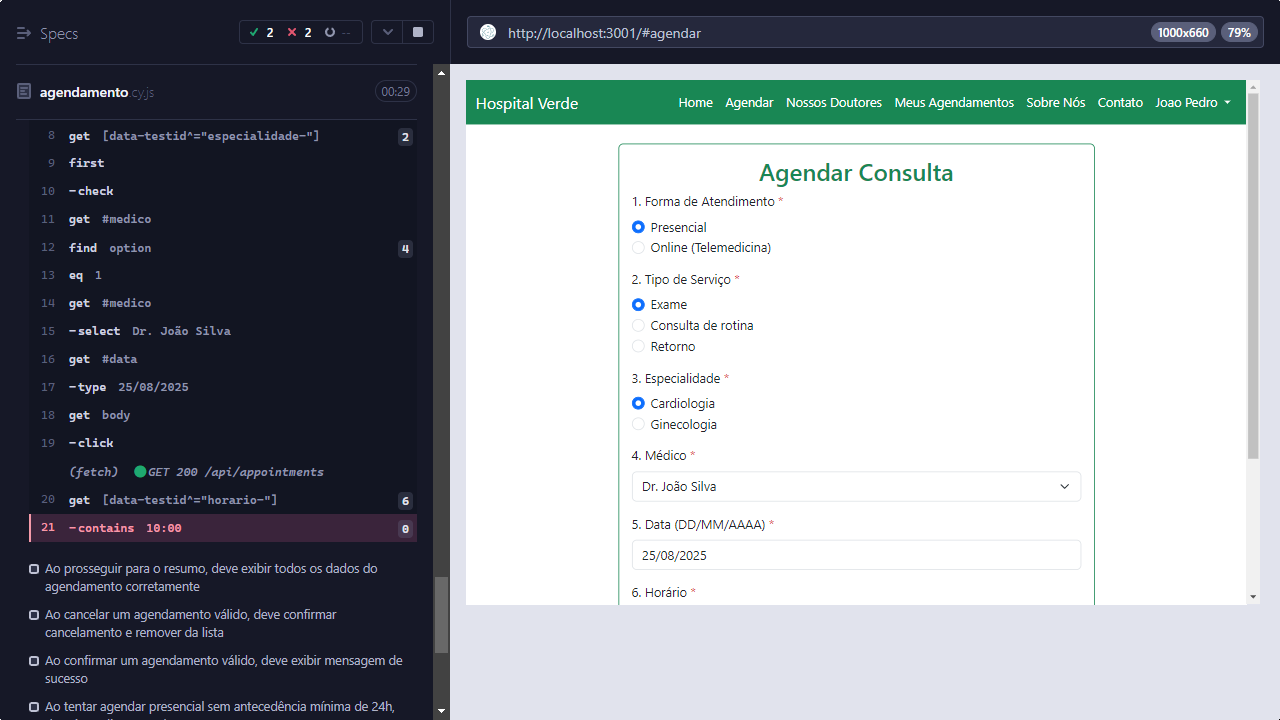 Specs
2 2 --
http://localhost:3001/#agendar
1000x660 79%
agendamento.cy.js 00:29
8 get [data-testid^="especialidade-"] 2
9 first
10 -check
11 get #medico
12 find option 4
13 eq 1
14 get #medico
15 -select Dr. João Silva
16 get #data
17 -type 25/08/2025
18 get body
19 -click
(fetch) GET 200 /api/appointments
20 get [data-testid^="horario-"] 6
21 -contains 10:00 0
Ao prosseguir para o resumo, deve exibir todos os dados do
agendamento corretamente
Ao cancelar um agendamento válido, deve confirmar
cancelamento e remover da lista
Ao confirmar um agendamento válido, deve exibir mensagem de
sucesso
Ao tentar agendar presencial sem antecedência mínima de 24h,
Hospital Verde Home Agendar Nossos Doutores Meus Agendamentos Sobre Nós Contato Joao Pedro
Agendar Consulta
1. Forma de Atendimento *
Presencial
Online (Telemedicina)
2. Tipo de Serviço *
Exame
Consulta de rotina
Retorno
3. Especialidade *
Cardiologia
Ginecologia
4. Médico *
Dr. João Silva
5. Data (DD/MM/AAAA) *
25/08/2025
6. Horário *